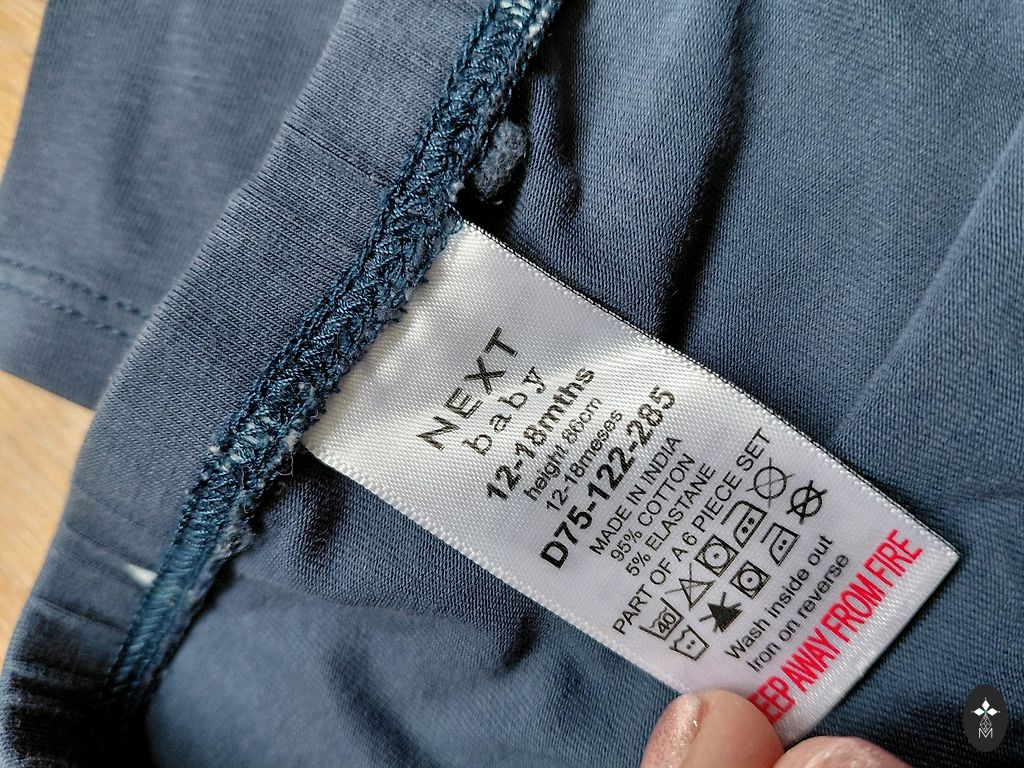 NEXT
baby
12-18mths
height 86cm
12-18meses
D75-122-285
MADE IN INDIA
95% COTTON
5% ELASTANE
PART OF A 6 PIECE SET
40
Wash inside out
Iron on reverse
EEP AWAY FROM FIRE
M